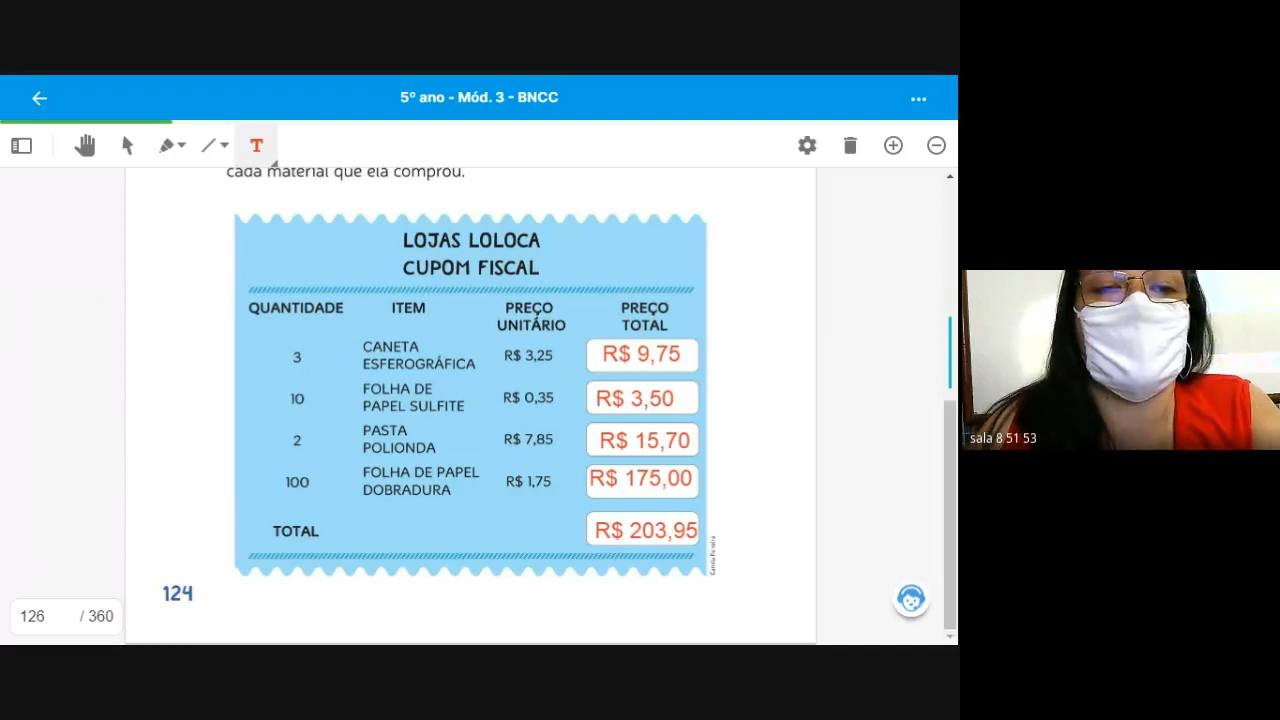 5º ano - Mód. 3 - BNCC
T
cada material que ela comprou.
LOJAS LOLOCA
CUPOM FISCAL
QUANTIDADE ITEM PREÇO UNITÁRIO PREÇO TOTAL
3 CANETA ESFEROGRÁFICA R$ 3,25 R$ 9,75
10 FOLHA DE PAPEL SULFITE R$ 0,35 R$ 3,50
2 PASTA POLIONDA R$ 7,85 R$ 15,70
100 FOLHA DE PAPEL DOBRADURA R$ 1,75 R$ 175,00
TOTAL R$ 203,95
124
126 / 360
sala 8 51 53